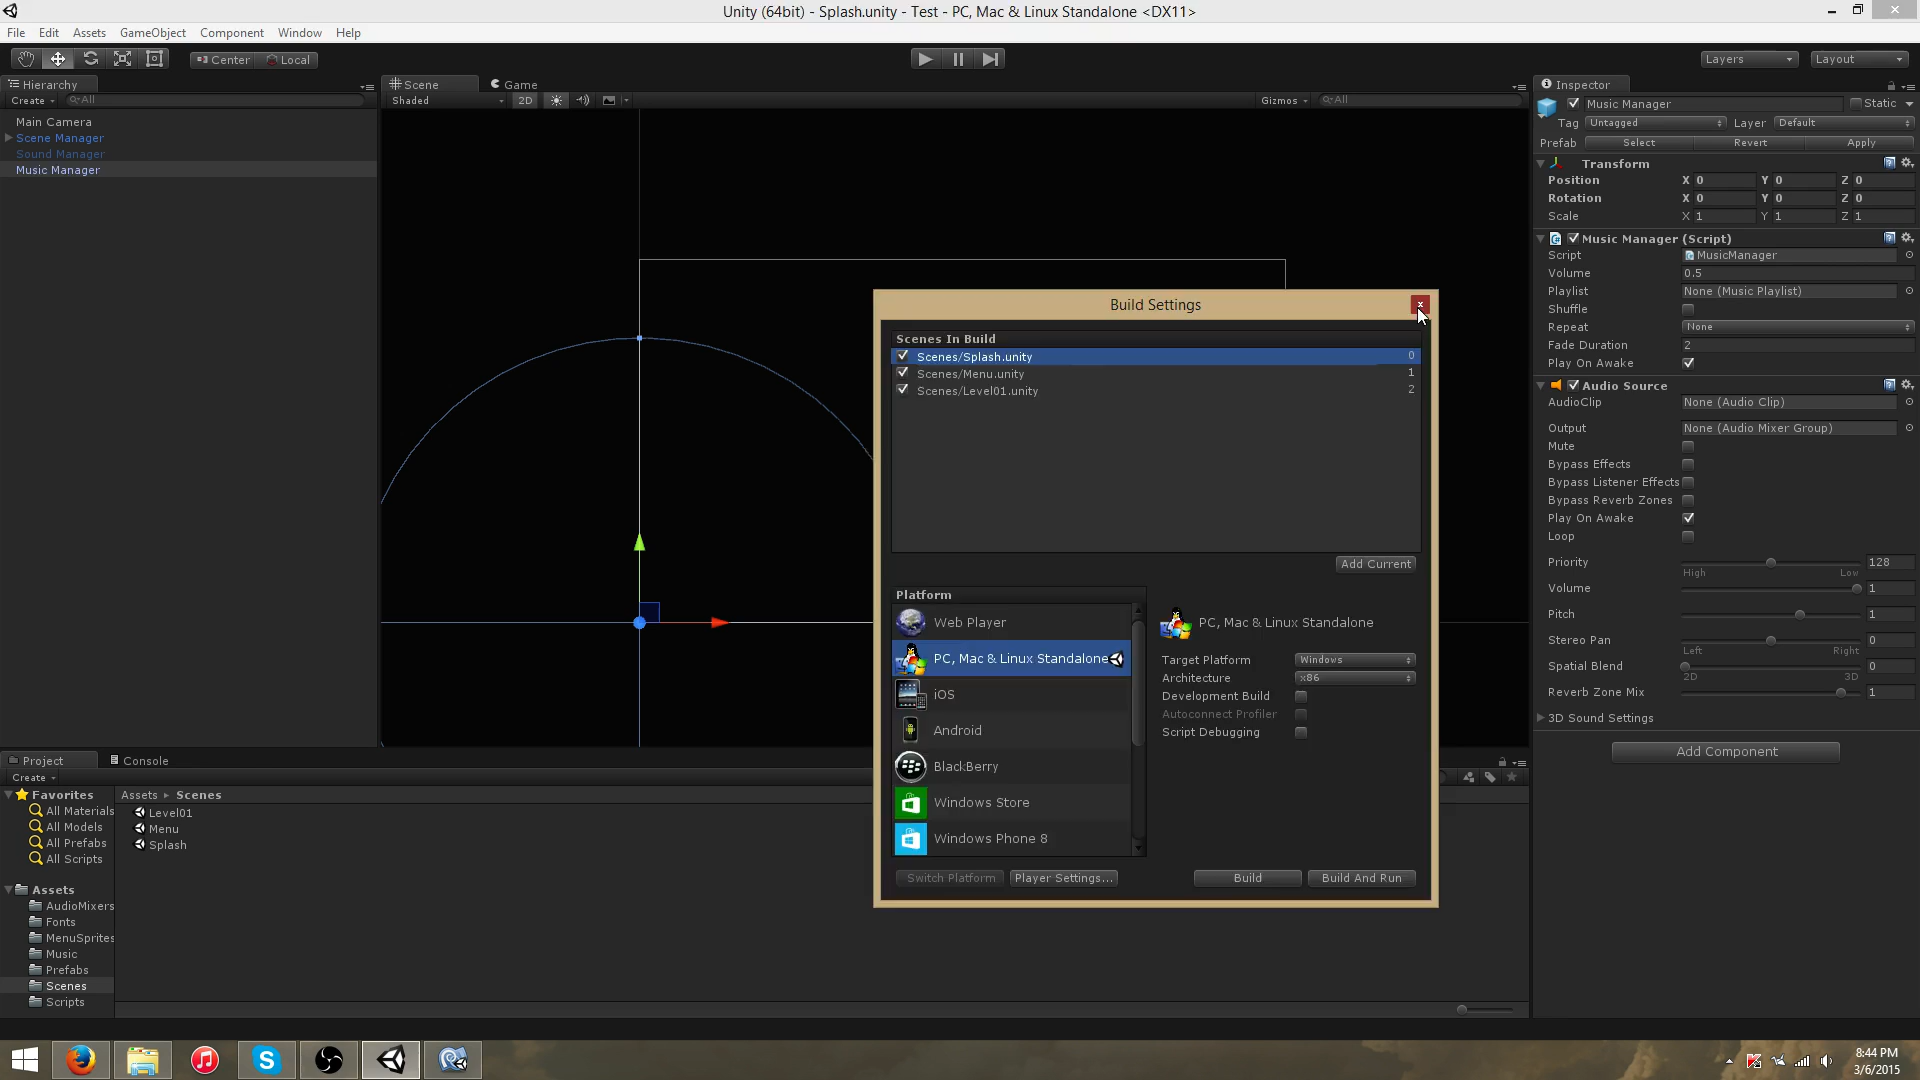 Unity (64bit) - Splash.unity - Test - PC, Mac & Linux Standalone <DX11>
File Edit Assets GameObject Component Window Help
Center Local
Layers Layout
Hierarchy
Create All
Main Camera
Scene Manager
Sound Manager
Music Manager
Scene Game
Shaded 2D Gizmos All
Build Settings
Scenes In Build
Scenes/Splash.unity 0
Scenes/Menu.unity 1
Scenes/Level01.unity 2
Add Current
Platform
Web Player
PC, Mac & Linux Standalone
iOS
Android
BlackBerry
Windows Store
Windows Phone 8
PC, Mac & Linux Standalone
Target Platform Windows
Architecture x86
Development Build
Autoconnect Profiler
Script Debugging
Switch Platform Player Settings... Build Build And Run
Inspector
Music Manager Static
Tag Untagged Layer Default
Prefab Select Revert Apply
Transform
Position X 0 Y 0 Z 0
Rotation X 0 Y 0 Z 0
Scale X 1 Y 1 Z 1
Music Manager (Script)
Script MusicManager
Volume 0.5
Playlist None (Music Playlist)
Shuffle
Repeat None
Fade Duration 2
Play On Awake
Audio Source
AudioClip None (Audio Clip)
Output None (Audio Mixer Group)
Mute
Bypass Effects
Bypass Listener Effects
Bypass Reverb Zones
Play On Awake
Loop
Priority 128
High Low
Volume 1
Pitch 1
Stereo Pan 0
Left Right
Spatial Blend 0
2D 3D
Reverb Zone Mix 1
3D Sound Settings
Add Component
Project Console
Create
Favorites
All Materials
All Models
All Prefabs
All Scripts
Assets
AudioMixers
Fonts
MenuSprites
Music
Prefabs
Scenes
Scripts
Assets Scenes
Level01
Menu
Splash
8:44 PM
3/6/2015